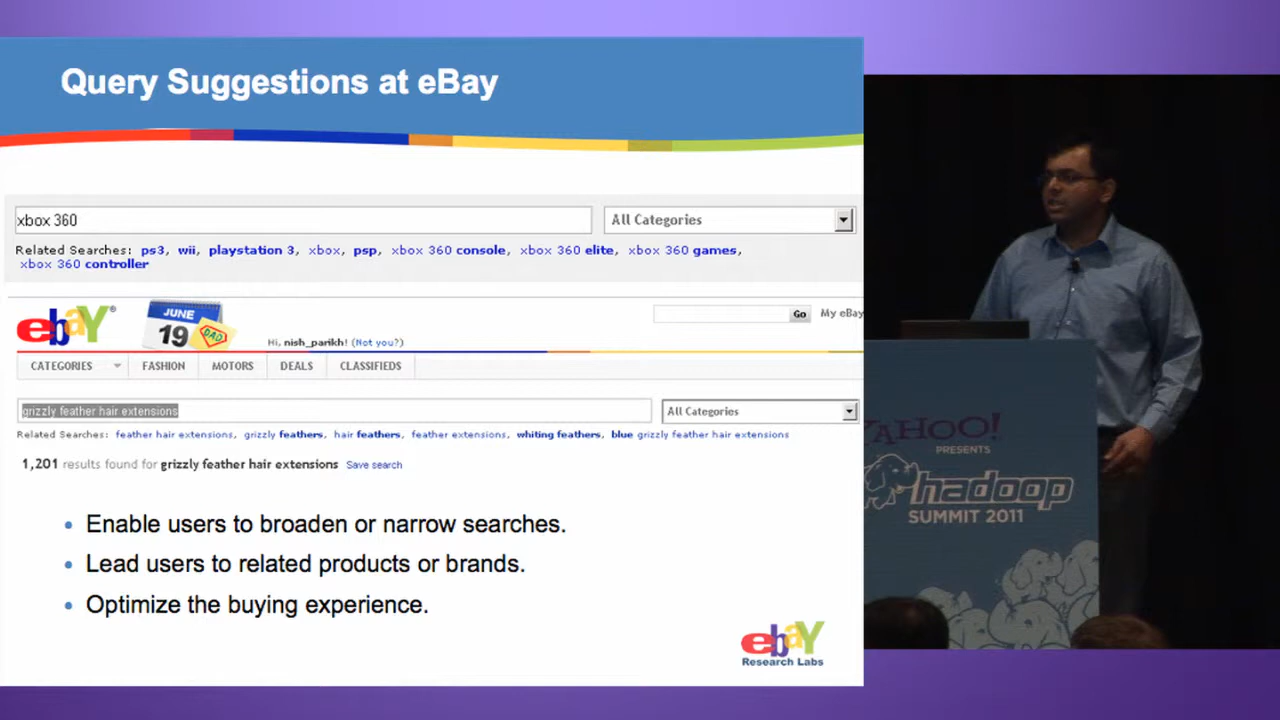 Query Suggestions at eBay
xbox 360
All Categories
Related Searches: ps3, wii, playstation 3, xbox, psp, xbox 360 console, xbox 360 elite, xbox 360 games,
xbox 360 controller
ebaY®
JUNE
19
DAD
Hi, nish_parikh! (Not you?)
Go
My eBay
CATEGORIES
FASHION
MOTORS
DEALS
CLASSIFIEDS
grizzly feather hair extensions
All Categories
Related Searches: feather hair extensions, grizzly feathers, hair feathers, feather extensions, whiting feathers, blue grizzly feather hair extensions
1,201 results found for grizzly feather hair extensions Save search
• Enable users to broaden or narrow searches.
• Lead users to related products or brands.
• Optimize the buying experience.
ebaY
Research Labs
YAHOO!
PRESENTS
hadoop
SUMMIT 2011